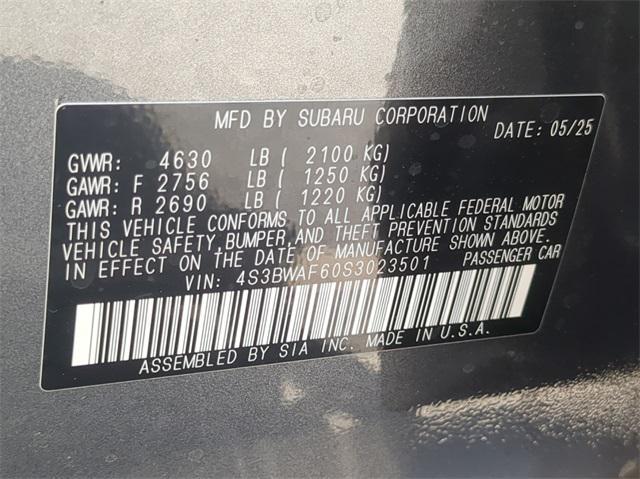 MFD BY SUBARU CORPORATION
DATE: 05/25
GVWR: 4630 LB ( 2100 KG)
GAWR: F 2756 LB ( 1250 KG)
GAWR: R 2690 LB ( 1220 KG)
THIS VEHICLE CONFORMS TO ALL APPLICABLE FEDERAL MOTOR
VEHICLE SAFETY,BUMPER,AND THEFT PREVENTION STANDARDS
IN EFFECT ON THE DATE OF MANUFACTURE SHOWN ABOVE.
VIN: 4S3BWAF60S3023501 PASSENGER CAR
ASSEMBLED BY SIA INC. MADE IN U.S.A.